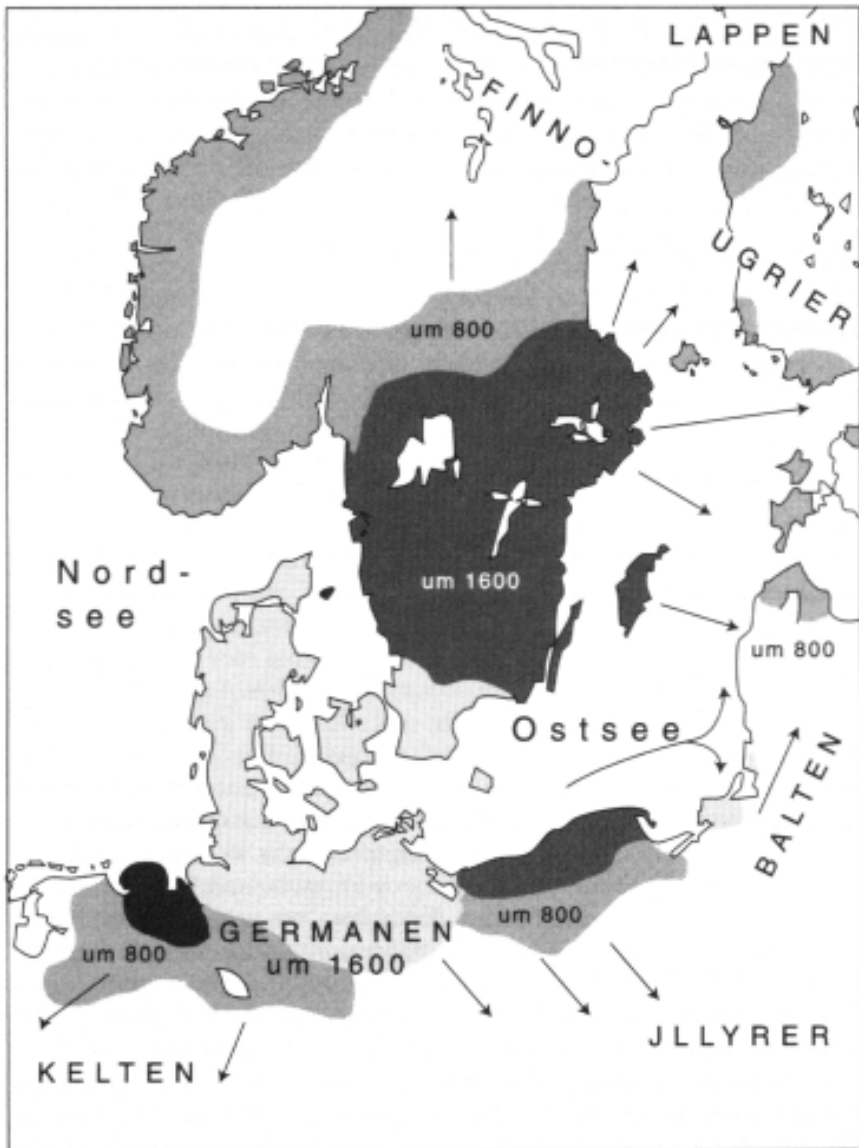 LAPPEN
FINNO-
UGRIER
um 800
Nord-
see
um 1600
um 800
Ostsee
BALTEN
um 800
GERMANEN
um 800
um 1600
JLLYRER
KELTEN